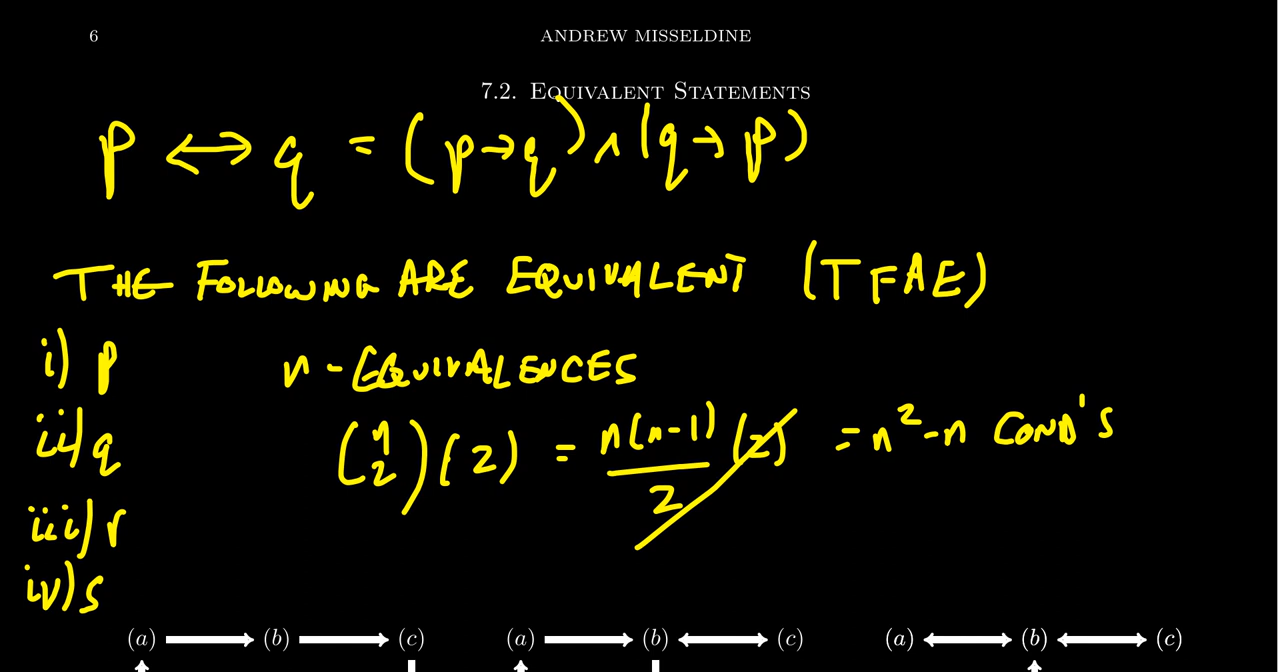 6 ANDREW MISSELDINE
7.2. EQUIVALENT STATEMENTS
p ↔ q = (p→q) ∧ (q→p)
THE FOLLOWING ARE EQUIVALENT (TFAE)
i) p n - EQUIVALENCES
ii) q (n 2)(2) = n(n-1)/2 (2) = n²-n COND'S
iii) r
iv) s
(a) (b) (c) (a) (b) (c) (a) (b) (c)